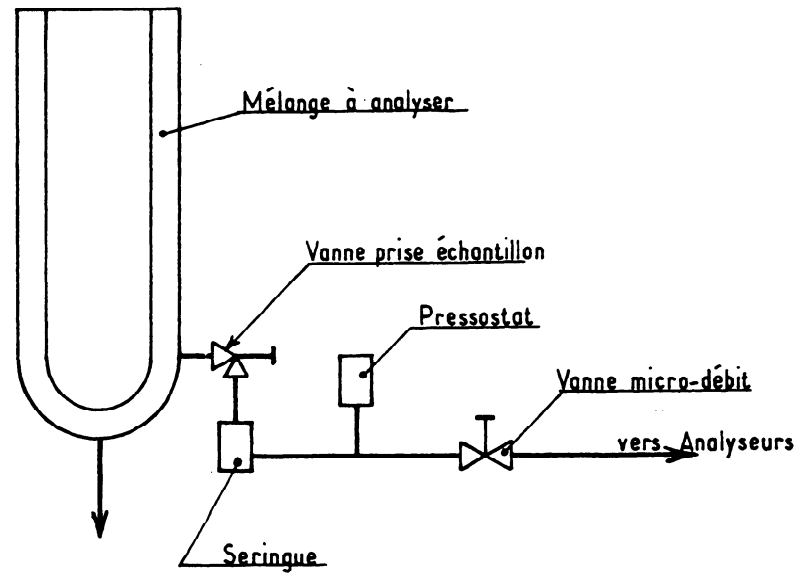 Mélange à analyser
Vanne prise échantillon
Pressostat
Vanne micro-débit
vers Analyseurs
Seringue